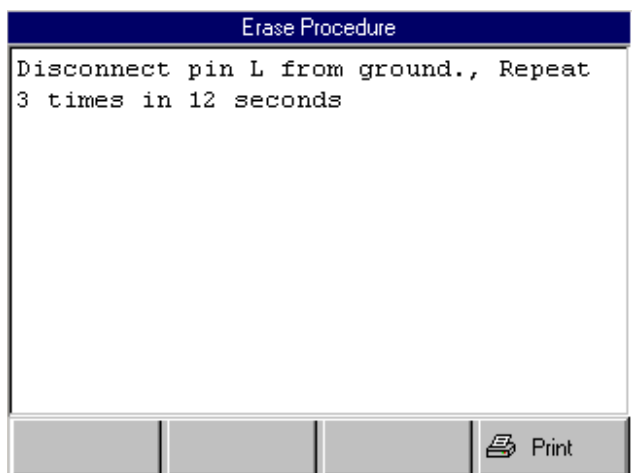 Erase Procedure
Disconnect pin L from ground., Repeat
3 times in 12 seconds
Print